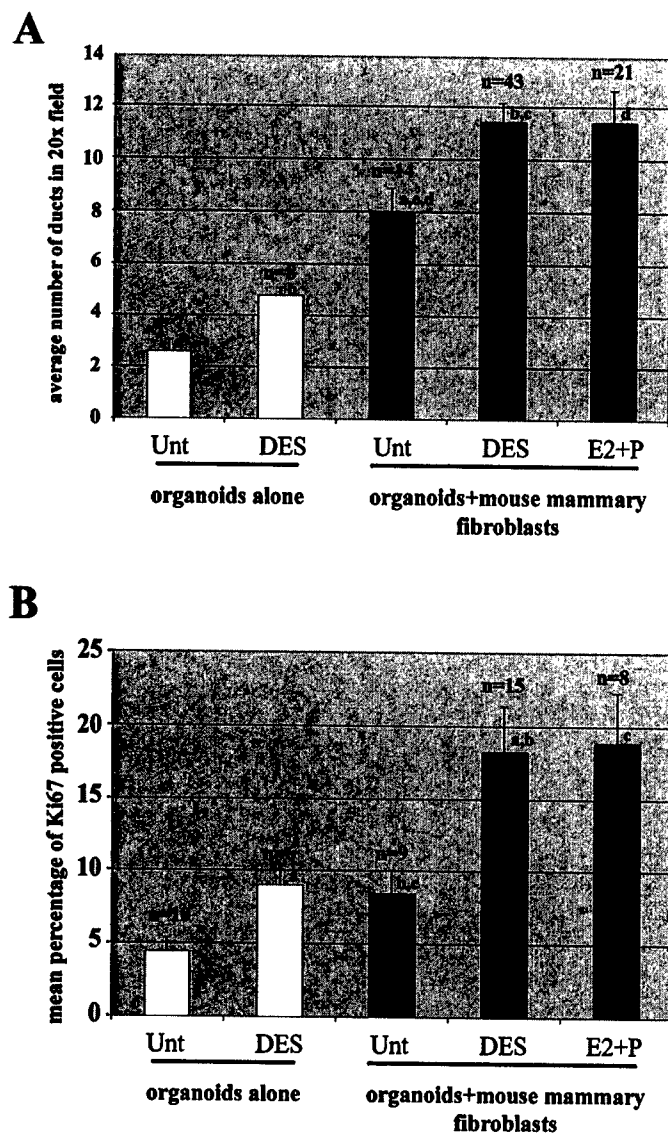 A
average number of ducts in 20x field
14
12
10
8
6
4
2
0
n=43
n=21
b,c
d
a,c,d
Unt DES Unt DES E2+P
organoids alone
organoids+mouse mammary
fibroblasts
B
mean percentage of Ki67 positive cells
25
20
15
10
5
0
n=15
n=8
a,b
c
b,c
Unt DES Unt DES E2+P
organoids alone
organoids+mouse mammary
fibroblasts